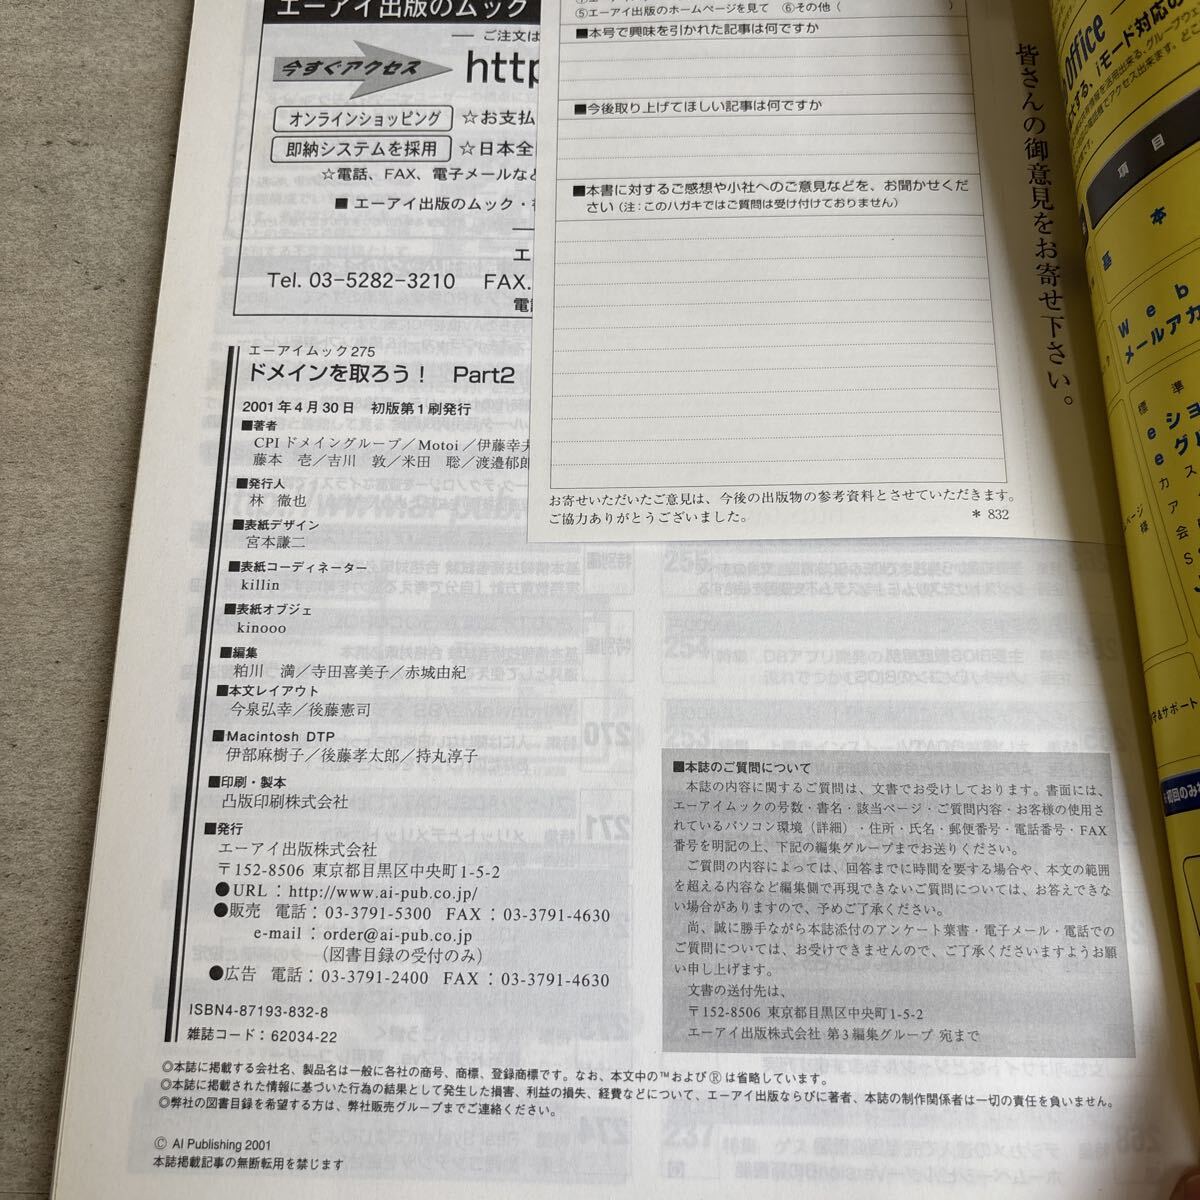 エーアイ出版のムック
― ご注文は
今すぐアクセス
http
オンラインショッピング ☆お支払
即納システムを採用 ☆日本全
☆電話、FAX、電子メールなと
■ エーアイ出版のムック・
エ
Tel. 03-5282-3210 FAX.
電
エーアイムック275
ドメインを取ろう！ Part2
2001年4月30日 初版第1刷発行
■著者
CPIドメイングループ／Motoi／伊藤幸夫
藤本 壱／吉川 敦／米田 聡／渡邉郁郎
■発行人
林 徹也
■表紙デザイン
宮本謙二
■表紙コーディネーター
killin
■表紙オブジェ
kinooo
■編集
粕川 満／寺田喜美子／赤城由紀
■本文レイアウト
今泉弘幸／後藤憲司
■Macintosh DTP
伊部麻樹子／後藤孝太郎／持丸淳子
■印刷・製本
凸版印刷株式会社
■発行
エーアイ出版株式会社
〒152-8506 東京都目黒区中央町1-5-2
●URL：http://www.ai-pub.co.jp/
●販売 電話：03-3791-5300 FAX：03-3791-4630
e-mail：order@ai-pub.co.jp
（図書目録の受付のみ）
●広告 電話：03-3791-2400 FAX：03-3791-4630
ISBN4-87193-832-8
雑誌コード：62034-22
⑤エーアイ出版のホームページを見て ⑥その他（ ）
■本号で興味を引かれた記事は何ですか
■今後取り上げてほしい記事は何ですか
■本書に対するご感想や小社へのご意見などを、お聞かせくだ
さい（注：このハガキではご質問は受け付けておりません）
お寄せいただいたご意見は、今後の出版物の参考資料とさせていただきます。
ご協力ありがとうございました。
＊832
皆さんの御意見をお寄せ下さい。
Office
する、iモード対応の
項目
基本
Web
メールアカ
標準
eショ
eグル
カス
ア
会
&サポート
初回のみ
■本誌のご質問について
本誌の内容に関するご質問は、文書でお受けしております。書面には、
エーアイムックの号数・書名・該当ページ・ご質問内容・お客様の使用さ
れているパソコン環境（詳細）・住所・氏名・郵便番号・電話番号・FAX
番号を明記の上、下記の編集グループまでお送りください。
ご質問の内容によっては、回答までに時間を要する場合や、本文の範囲
を超える内容など編集側で再現できないご質問については、お答えできな
い場合がありますので、予めご了承ください。
尚、誠に勝手ながら本誌添付のアンケート葉書・電子メール・電話での
ご質問については、お受けできませんので、ご了承くださいますようお願
い申し上げます。
文書の送付先は、
〒152-8506 東京都目黒区中央町1-5-2
エーアイ出版株式会社 第3編集グループ 宛まで
◎本誌に掲載する会社名、製品名は一般に各社の商号、商標、登録商標です。なお、本文中の™および®は省略しています。
◎本誌に掲載された情報に基づいた行為の結果として発生した損害、利益の損失、経費などについて、エーアイ出版ならびに著者、本誌の制作関係者は一切の責任を負いません。
◎弊社の図書目録を希望する方は、弊社販売グループまでご連絡ください。
© AI Publishing 2001
本誌掲載記事の無断転用を禁じます